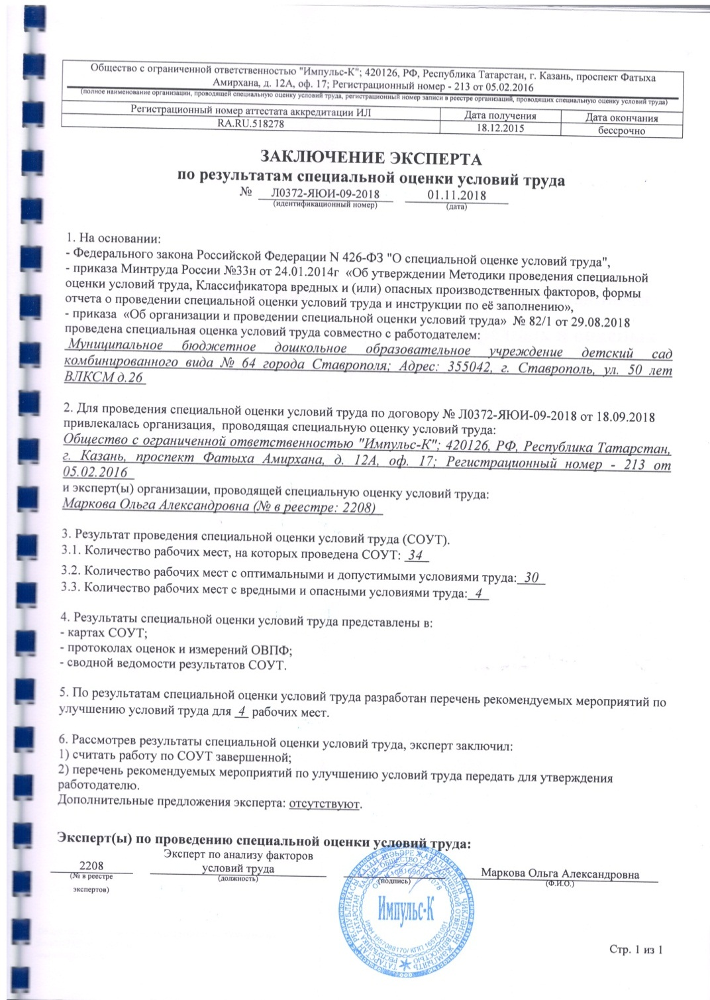 Общество с ограниченной ответственностью "Импульс-К"; 420126, РФ, Республика Татарстан, г. Казань, проспект Фатыха
Амирхана, д. 12А, оф. 17; Регистрационный номер - 213 от 05.02.2016
(полное наименование организации, проводящей специальную оценку условий труда, регистрационный номер записи в реестре организаций, проводящих специальную оценку условий труда)
Регистрационный номер аттестата аккредитации ИЛ Дата получения Дата окончания
RA.RU.518278 18.12.2015 бессрочно
ЗАКЛЮЧЕНИЕ ЭКСПЕРТА
по результатам специальной оценки условий труда
№ Л0372-ЯЮИ-09-2018 01.11.2018
(идентификационный номер) (дата)
1. На основании:
- Федерального закона Российской Федерации N 426-ФЗ "О специальной оценке условий труда",
- приказа Минтруда России №33н от 24.01.2014г «Об утверждении Методики проведения специальной
оценки условий труда, Классификатора вредных и (или) опасных производственных факторов, формы
отчета о проведении специальной оценки условий труда и инструкции по её заполнению»,
- приказа «Об организации и проведении специальной оценки условий труда» № 82/1 от 29.08.2018
проведена специальная оценка условий труда совместно с работодателем:
Муниципальное бюджетное дошкольное образовательное учреждение детский сад
комбинированного вида № 64 города Ставрополя; Адрес: 355042, г. Ставрополь, ул. 50 лет
ВЛКСМ д.26
2. Для проведения специальной оценки условий труда по договору № Л0372-ЯЮИ-09-2018 от 18.09.2018
привлекалась организация, проводящая специальную оценку условий труда:
Общество с ограниченной ответственностью "Импульс-К"; 420126, РФ, Республика Татарстан,
г. Казань, проспект Фатыха Амирхана, д. 12А, оф. 17; Регистрационный номер - 213 от
05.02.2016
и эксперт(ы) организации, проводящей специальную оценку условий труда:
Маркова Ольга Александровна (№ в реестре: 2208)
3. Результат проведения специальной оценки условий труда (СОУТ).
3.1. Количество рабочих мест, на которых проведена СОУТ: 34
3.2. Количество рабочих мест с оптимальными и допустимыми условиями труда: 30
3.3. Количество рабочих мест с вредными и опасными условиями труда: 4
4. Результаты специальной оценки условий труда представлены в:
- картах СОУТ;
- протоколах оценок и измерений ОВПФ;
- сводной ведомости результатов СОУТ.
5. По результатам специальной оценки условий труда разработан перечень рекомендуемых мероприятий по
улучшению условий труда для 4 рабочих мест.
6. Рассмотрев результаты специальной оценки условий труда, эксперт заключил:
1) считать работу по СОУТ завершенной;
2) перечень рекомендуемых мероприятий по улучшению условий труда передать для утверждения
работодателю.
Дополнительные предложения эксперта: отсутствуют.
Эксперт(ы) по проведению специальной оценки условий труда:
2208 Эксперт по анализу факторов
условий труда Маркова Ольга Александровна
(№ в реестре
экспертов) (должность) (подпись) (Ф.И.О.)
Импульс-К
ИНН 1657088170/ КПП 165701001
Стр. 1 из 1